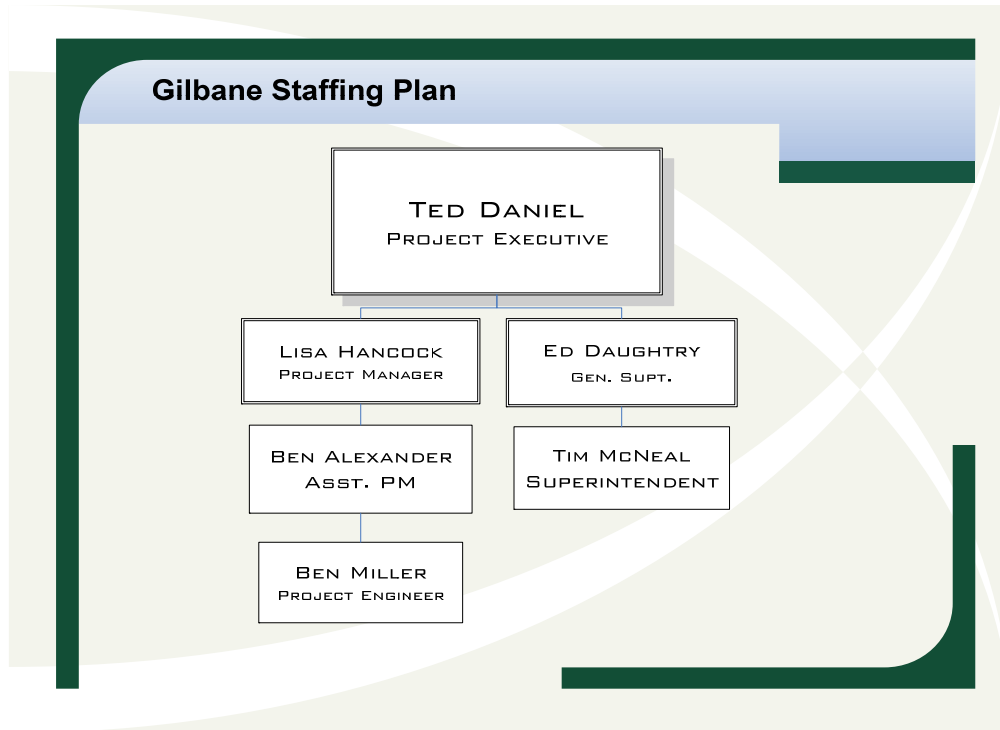 Gilbane Staffing Plan
Ted Daniel
Project Executive
Lisa Hancock
Project Manager
Ed Daughtry
Gen. Supt.
Ben Alexander
Asst. PM
Tim McNeal
Superintendent
Ben Miller
Project Engineer